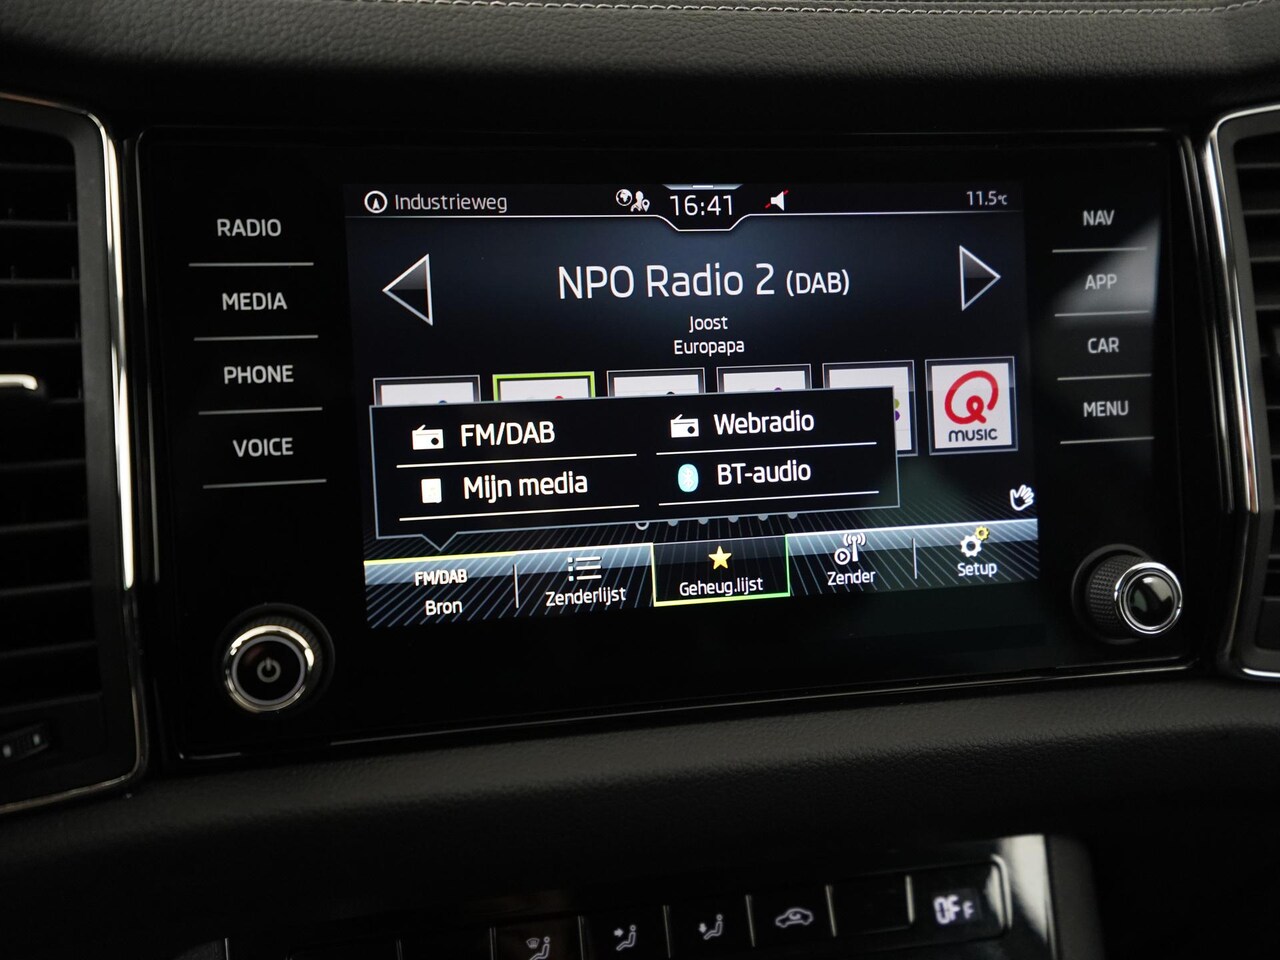 Industrieweg
16:41
11.5°C
NPO Radio 2 (DAB)
Joost
Europapa
RADIO
MEDIA
PHONE
VOICE
NAV
APP
CAR
MENU
MUSIC
FM/DAB
Webradio
Mijn media
BT-audio
FM/DAB
Bron
Zenderlijst
Geheug.lijst
Zender
Setup
OFF